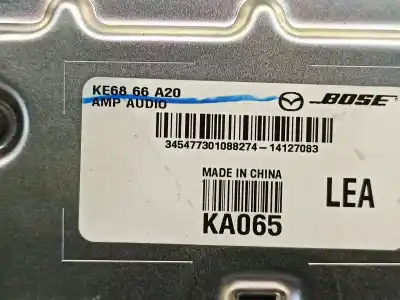 KE68 66 A20
AMP AUDIO
BOSE
345477301088274-14127083
MADE IN CHINA
KA065
LEA